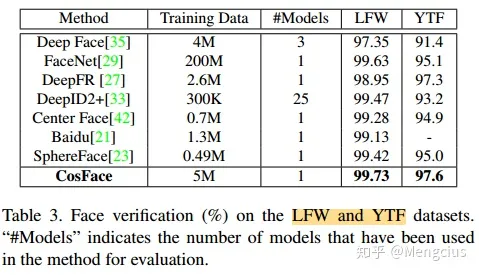 Method Training Data #Models LFW YTF
Deep Face[35] 4M 3 97.35 91.4
FaceNet[29] 200M 1 99.63 95.1
DeepFR [27] 2.6M 1 98.95 97.3
DeepID2+[33] 300K 25 99.47 93.2
Center Face[42] 0.7M 1 99.28 94.9
Baidu[21] 1.3M 1 99.13 -
SphereFace[23] 0.49M 1 99.42 95.0
CosFace 5M 1 99.73 97.6
Table 3. Face verification (%) on the LFW and YTF datasets.
“#Models” indicates the number of models that have been used
in the method for evaluation.
知乎 @Mengcius